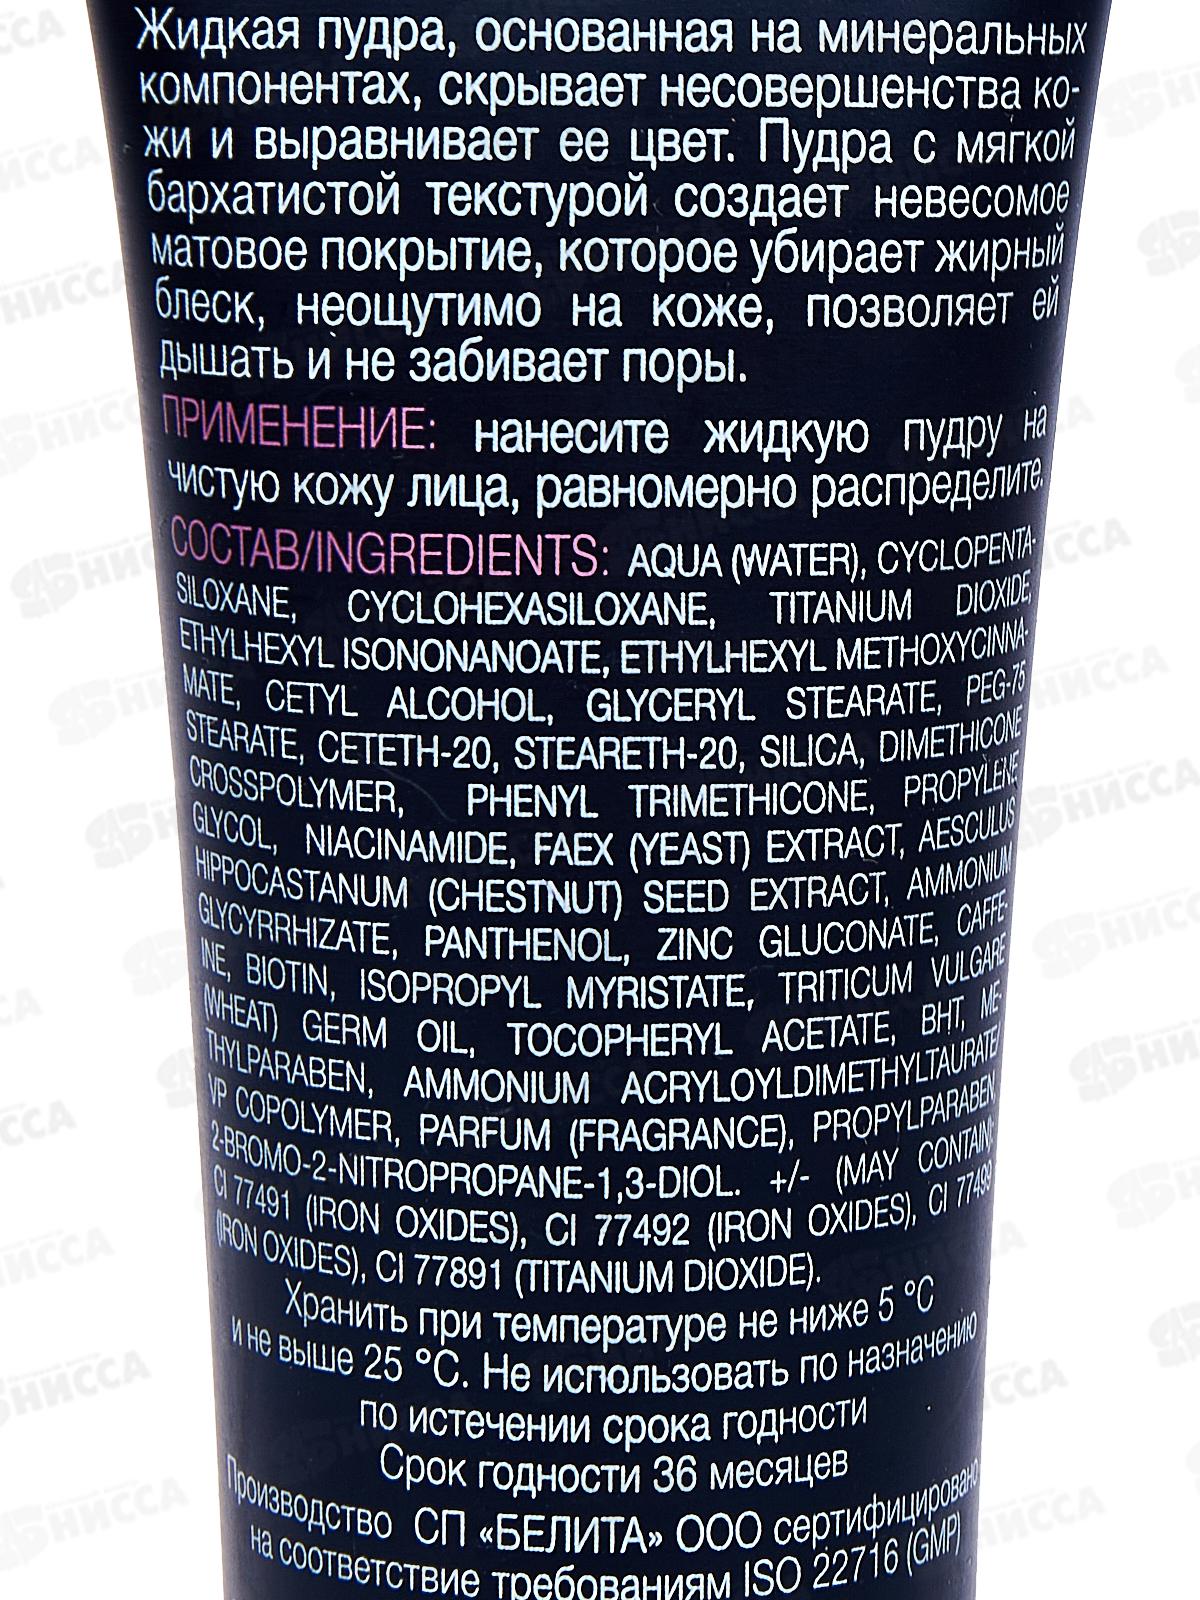 Жидкая пудра, основанная на минеральных
компонентах, скрывает несовершенства ко-
жи и выравнивает ее цвет. Пудра с мягкой
бархатистой текстурой создает невесомое
матовое покрытие, которое убирает жирный
блеск, неощутимо на коже, позволяет ей
дышать и не забивает поры.
ПРИМЕНЕНИЕ: нанесите жидкую пудру на
чистую кожу лица, равномерно распределите.
СОСТАВ/INGREDIENTS: AQUA (WATER), CYCLOPENTA-
SILOXANE, CYCLOHEXASILOXANE, TITANIUM DIOXIDE,
ETHYLHEXYL ISONONANOATE, ETHYLHEXYL METHOXYCINNA-
MATE, CETYL ALCOHOL, GLYCERYL STEARATE, PEG-75
STEARATE, CETETH-20, STEARETH-20, SILICA, DIMETHICONE
CROSSPOLYMER, PHENYL TRIMETHICONE, PROPYLENE
GLYCOL, NIACINAMIDE, FAEX (YEAST) EXTRACT, AESCULUS
HIPPOCASTANUM (CHESTNUT) SEED EXTRACT, AMMONIUM
GLYCYRRHIZATE, PANTHENOL, ZINC GLUCONATE, CAFFE-
INE, BIOTIN, ISOPROPYL MYRISTATE, TRITICUM VULGARE
(WHEAT) GERM OIL, TOCOPHERYL ACETATE, BHT, ME-
THYLPARABEN, AMMONIUM ACRYLOYLDIMETHYLTAURATE/
VP COPOLYMER, PARFUM (FRAGRANCE), PROPYLPARABEN,
2-BROMO-2-NITROPROPANE-1,3-DIOL. +/- (MAY CONTAIN):
CI 77491 (IRON OXIDES), CI 77492 (IRON OXIDES), CI 77499
(IRON OXIDES), CI 77891 (TITANIUM DIOXIDE).
Хранить при температуре не ниже 5 °С
и не выше 25 °С. Не использовать по назначению
по истечении срока годности
Срок годности 36 месяцев
Производство СП «БЕЛИТА» ООО сертифицировано
на соответствие требованиям ISO 22716 (GMP)